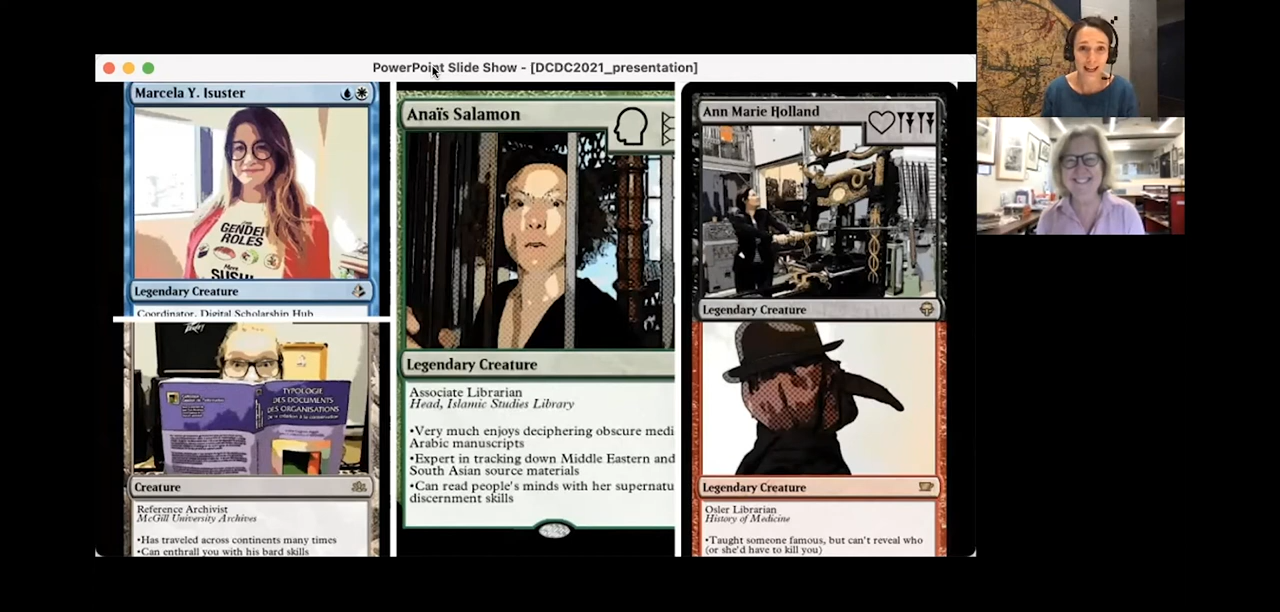 PowerPoint Slide Show - [DCDC2021_presentation]
Marcela Y. Isuster
GENDER
ROLES
More
SUSHI
Legendary Creature
Coordinator, Digital Scholarship Hub
TYPOLOGIE
DES DOCUMENTS
DES ORGANISATIONS
Creature
Reference Archivist
McGill University Archives
•Has traveled across continents many times
•Can enthrall you with his bard skills
Anaïs Salamon
Legendary Creature
Associate Librarian
Head, Islamic Studies Library
•Very much enjoys deciphering obscure medi
Arabic manuscripts
•Expert in tracking down Middle Eastern and
South Asian source materials
•Can read people's minds with her supernatu
discernment skills
Ann Marie Holland
Legendary Creature
Legendary Creature
Osler Librarian
History of Medicine
•Taught someone famous, but can't reveal who
(or she'd have to kill you)